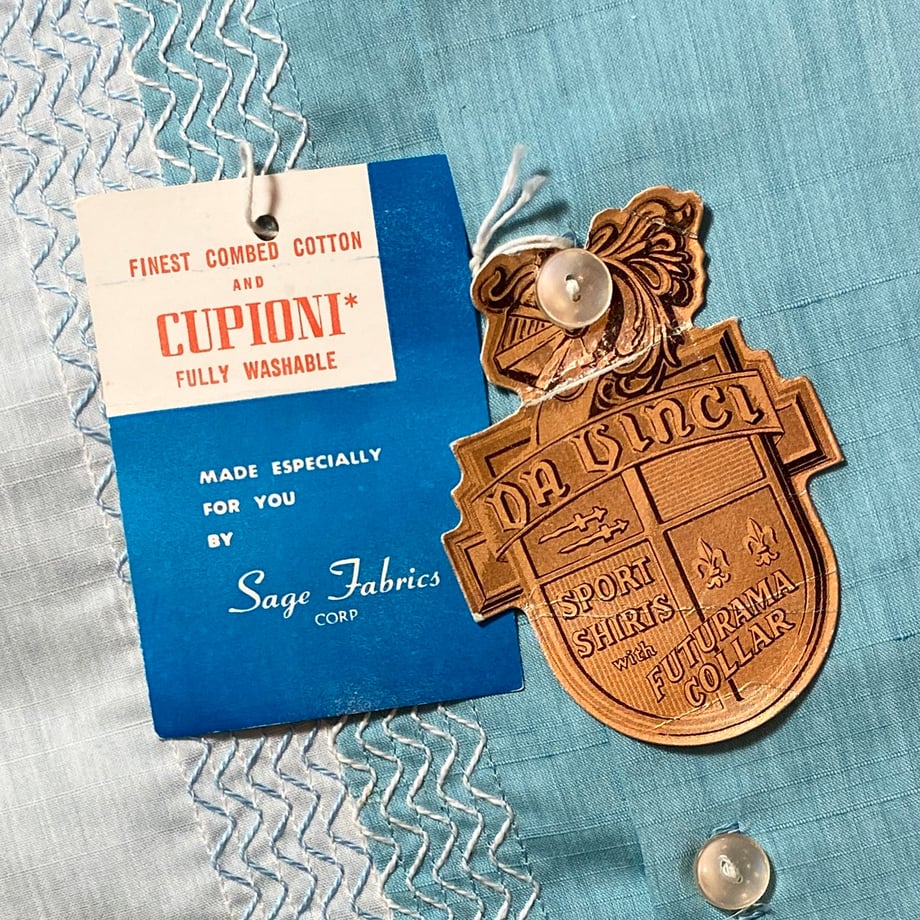 FINEST COMBED COTTON
AND
CUPIONI*
FULLY WASHABLE
MADE ESPECIALLY
FOR YOU
BY
Sage Fabrics
CORP
DA VINCI
SPORT
SHIRTS
with
FUTURAMA
COLLAR